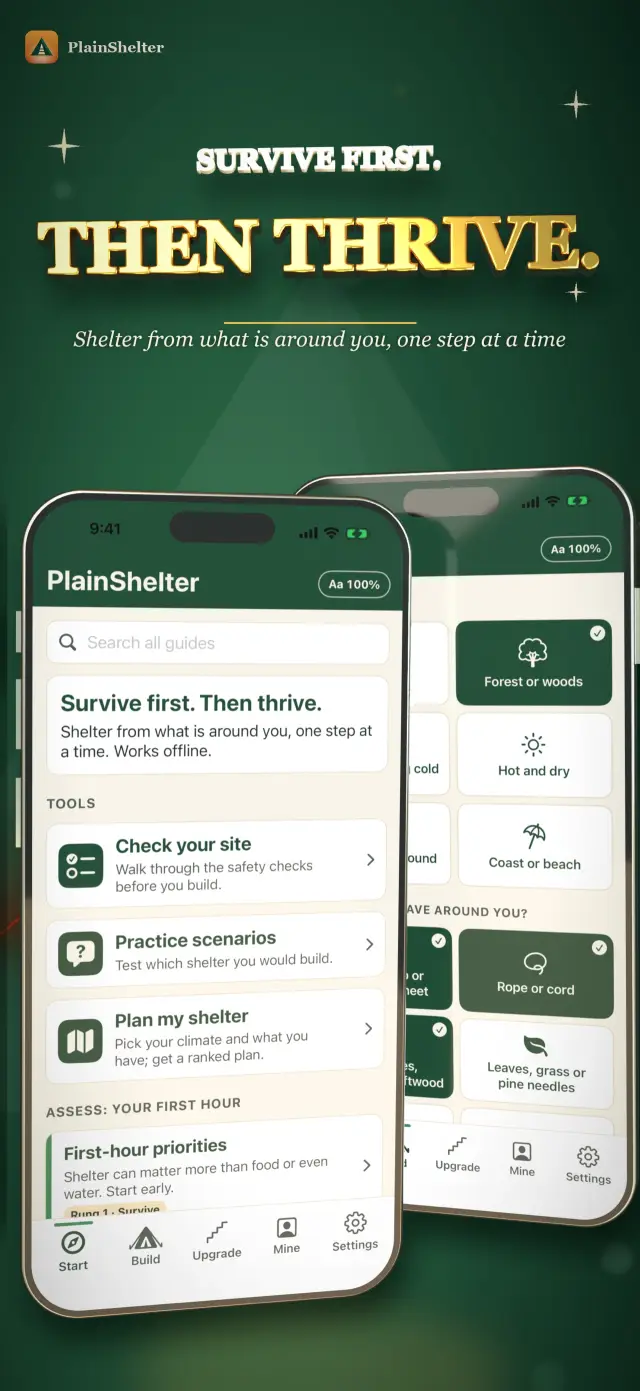 PlainShelter
SURVIVE FIRST.
THEN THRIVE.
Shelter from what is around you, one step at a time
9:41
PlainShelter
Aa 100%
Search all guides
Survive first. Then thrive.
Shelter from what is around you, one step at
a time. Works offline.
TOOLS
Check your site
Walk through the safety checks
before you build.
Practice scenarios
Test which shelter you would build.
Plan my shelter
Pick your climate and what you
have; get a ranked plan.
ASSESS: YOUR FIRST HOUR
First-hour priorities
Shelter can matter more than food or even
water. Start early.
Rung 1 · Survive
Start
Build
Upgrade
Mine
Settings
Aa 100%
Forest or woods
cold
Hot and dry
Coast or beach
AROUND YOU?
or
Rope or cord
Leaves, grass or
pine needles
Upgrade
Mine
Settings